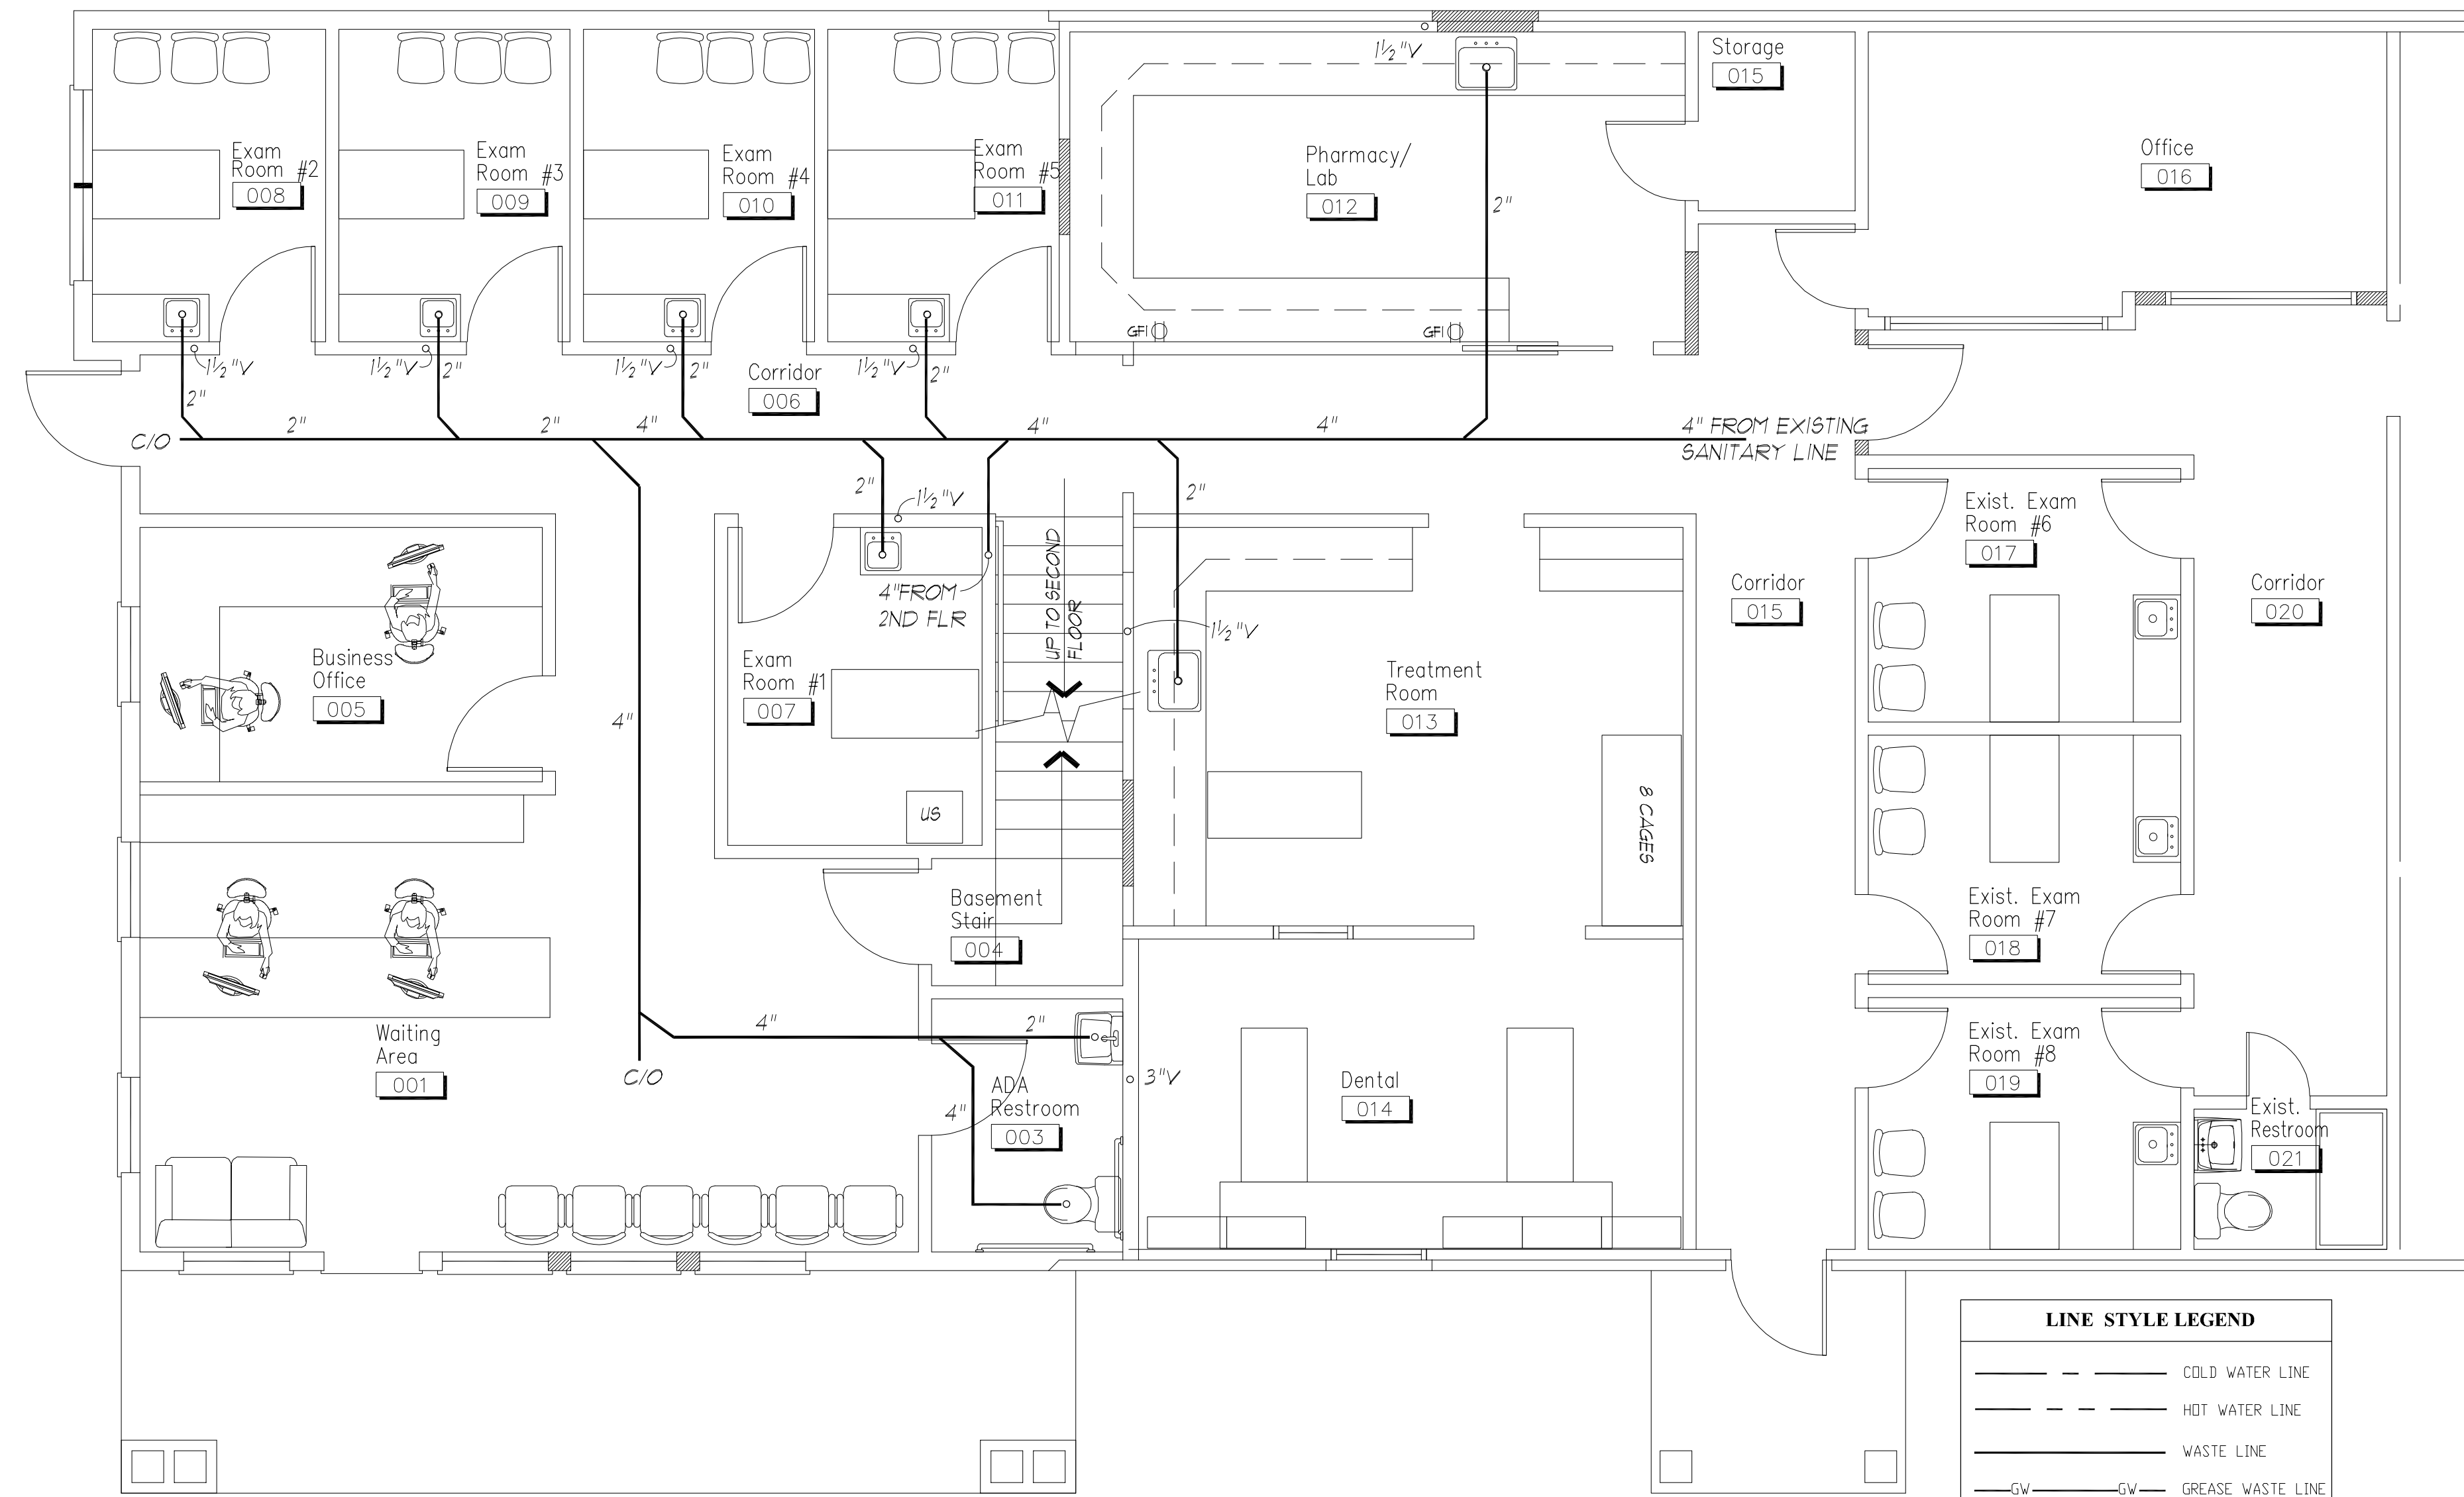 1½"V
Storage
015
Exam
Room #2
008
Exam
Room #3
009
Exam
Room #4
010
Exam
Room #5
011
Pharmacy/
Lab
012
2"
Office
016
GFI
GFI
1½"V
2"
1½"V
2"
1½"V
2"
1½"V
2"
Corridor
006
C/O
2"
2"
4"
4"
4"
4" FROM EXISTING
SANITARY LINE
2"
1½"V
2"
4"FROM
2ND FLR
UP TO SECOND
FLOOR
1½"V
Exist. Exam
Room #6
017
Corridor
015
Corridor
020
Business
Office
005
4"
Exam
Room #1
007
Treatment
Room
013
US
8 CAGES
Basement
Stair
004
Exist. Exam
Room #7
018
Waiting
Area
001
4"
2"
C/O
ADA
Restroom
003
4"
3"V
Dental
014
Exist. Exam
Room #8
019
Exist.
Restroom
021
LINE STYLE LEGEND
COLD WATER LINE
HOT WATER LINE
WASTE LINE
GW GW GREASE WASTE LINE